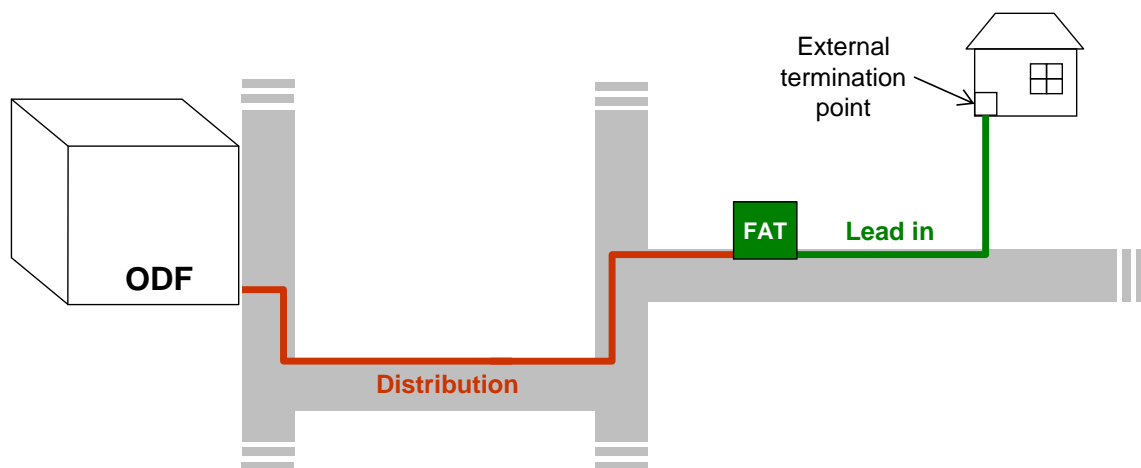 External
termination
point
FAT
Lead in
ODF
Distribution